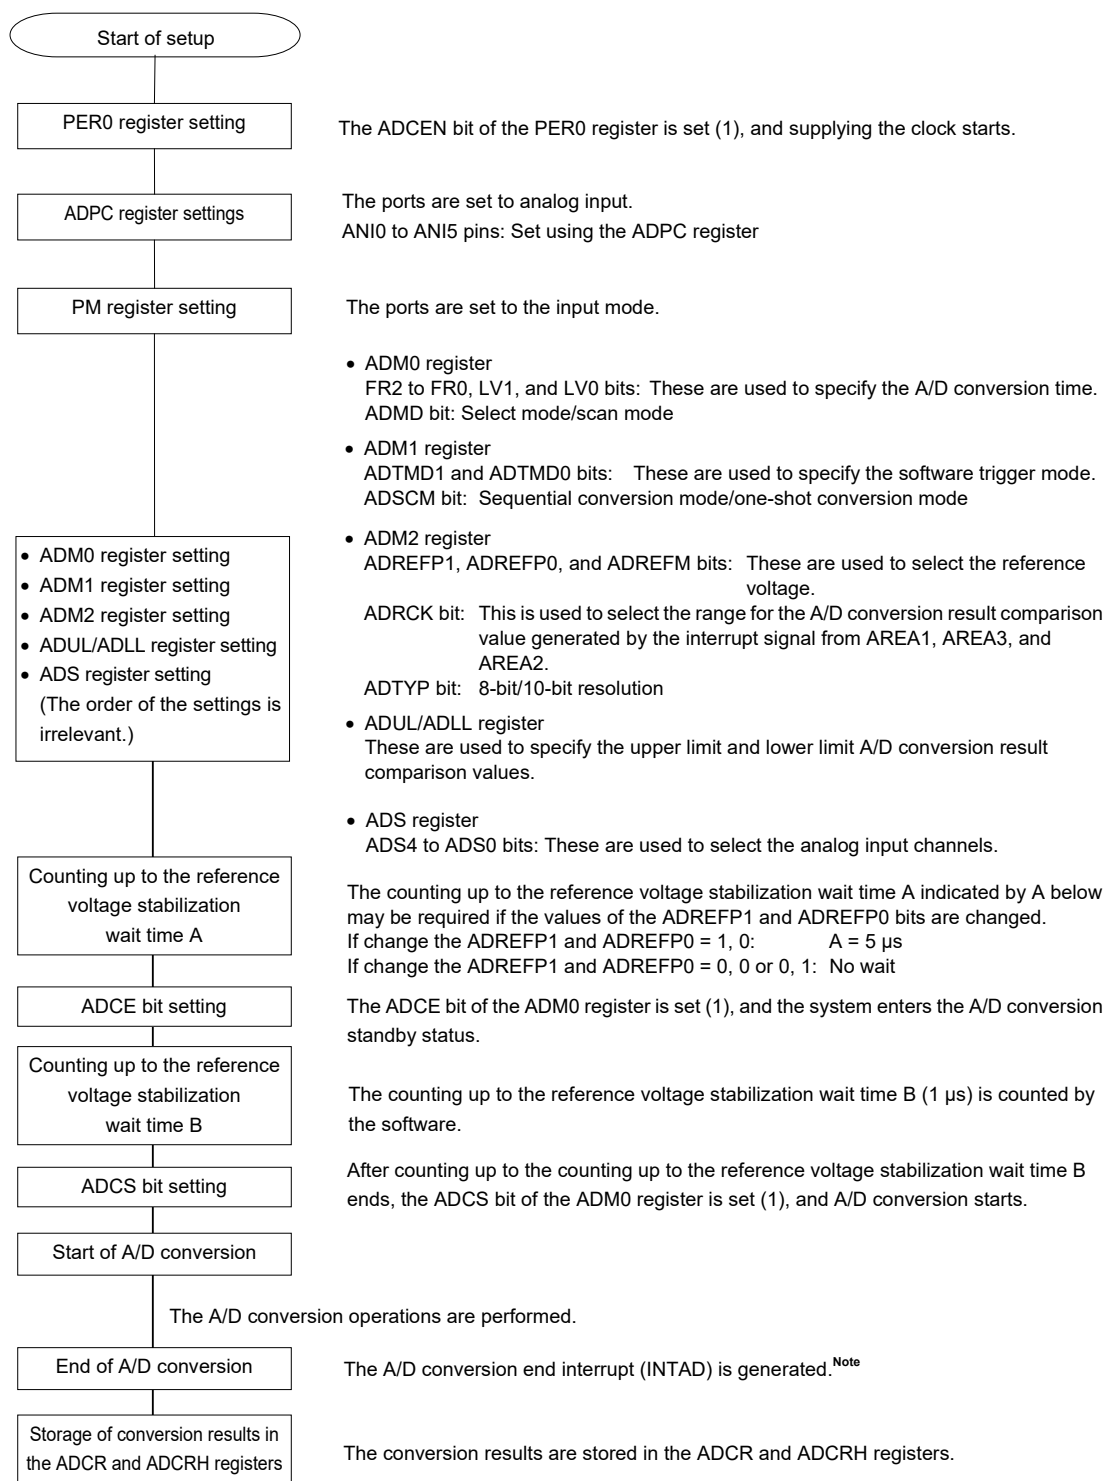 Start of setup
PER0 register setting
The ADCEN bit of the PER0 register is set (1), and supplying the clock starts.
ADPC register settings
The ports are set to analog input.
ANI0 to ANI5 pins: Set using the ADPC register
PM register setting
The ports are set to the input mode.
• ADM0 register
FR2 to FR0, LV1, and LV0 bits: These are used to specify the A/D conversion time.
ADMD bit: Select mode/scan mode
• ADM1 register
ADTMD1 and ADTMD0 bits: These are used to specify the software trigger mode.
ADSCM bit: Sequential conversion mode/one-shot conversion mode
• ADM2 register
ADREFP1, ADREFP0, and ADREFM bits: These are used to select the reference
voltage.
ADRCK bit: This is used to select the range for the A/D conversion result comparison
value generated by the interrupt signal from AREA1, AREA3, and
AREA2.
ADTYP bit: 8-bit/10-bit resolution
• ADUL/ADLL register
These are used to specify the upper limit and lower limit A/D conversion result
comparison values.
• ADS register
ADS4 to ADS0 bits: These are used to select the analog input channels.
• ADM0 register setting
• ADM1 register setting
• ADM2 register setting
• ADUL/ADLL register setting
• ADS register setting
(The order of the settings is
irrelevant.)
Counting up to the reference
voltage stabilization
wait time A
The counting up to the reference voltage stabilization wait time A indicated by A below
may be required if the values of the ADREFP1 and ADREFP0 bits are changed.
If change the ADREFP1 and ADREFP0 = 1, 0: A = 5 µs
If change the ADREFP1 and ADREFP0 = 0, 0 or 0, 1: No wait
ADCE bit setting
The ADCE bit of the ADM0 register is set (1), and the system enters the A/D conversion
standby status.
Counting up to the reference
voltage stabilization
wait time B
The counting up to the reference voltage stabilization wait time B (1 µs) is counted by
the software.
ADCS bit setting
After counting up to the counting up to the reference voltage stabilization wait time B
ends, the ADCS bit of the ADM0 register is set (1), and A/D conversion starts.
Start of A/D conversion
The A/D conversion operations are performed.
End of A/D conversion
The A/D conversion end interrupt (INTAD) is generated.Note
Storage of conversion results in
the ADCR and ADCRH registers
The conversion results are stored in the ADCR and ADCRH registers.